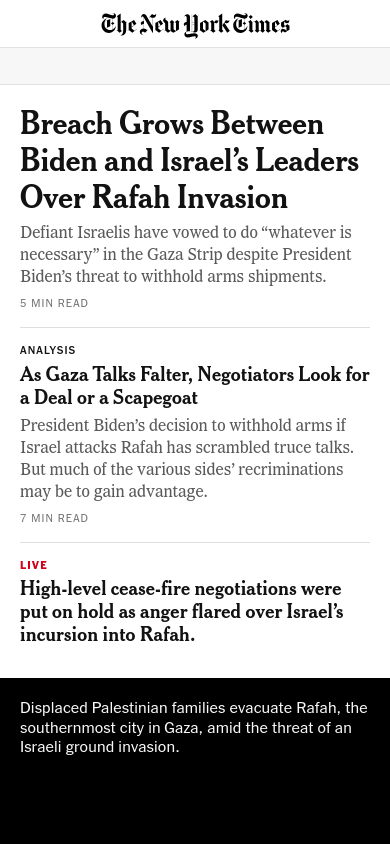 The New York Times
Breach Grows Between
Biden and Israel’s Leaders
Over Rafah Invasion
Defiant Israelis have vowed to do “whatever is
necessary” in the Gaza Strip despite President
Biden’s threat to withhold arms shipments.
5 MIN READ
ANALYSIS
As Gaza Talks Falter, Negotiators Look for
a Deal or a Scapegoat
President Biden’s decision to withhold arms if
Israel attacks Rafah has scrambled truce talks.
But much of the various sides’ recriminations
may be to gain advantage.
7 MIN READ
LIVE
High-level cease-fire negotiations were
put on hold as anger flared over Israel’s
incursion into Rafah.
Displaced Palestinian families evacuate Rafah, the
southernmost city in Gaza, amid the threat of an
Israeli ground invasion.